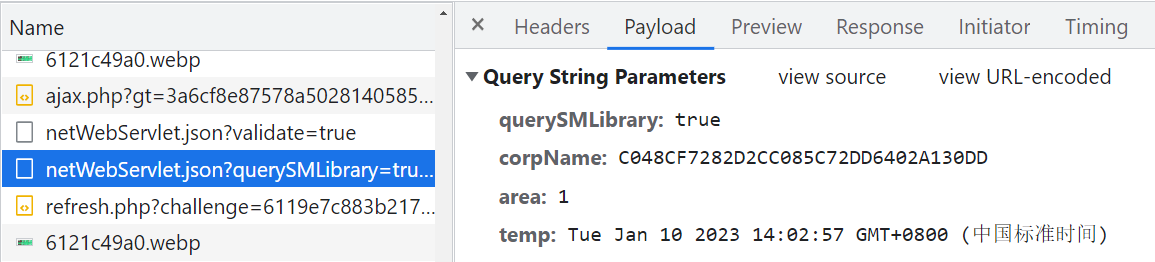 Name
6121c49a0.webp
ajax.php?gt=3a6cf8e87578a5028140585...
netWebServlet.json?validate=true
netWebServlet.json?querySMLibrary=tru...
refresh.php?challenge=6119e7c883b217...
6121c49a0.webp
Headers Payload Preview Response Initiator Timing
Query String Parameters view source view URL-encoded
querySMLibrary: true
corpName: C048CF7282D2CC085C72DD6402A130DD
area: 1
temp: Tue Jan 10 2023 14:02:57 GMT+0800 (中国标准时间)